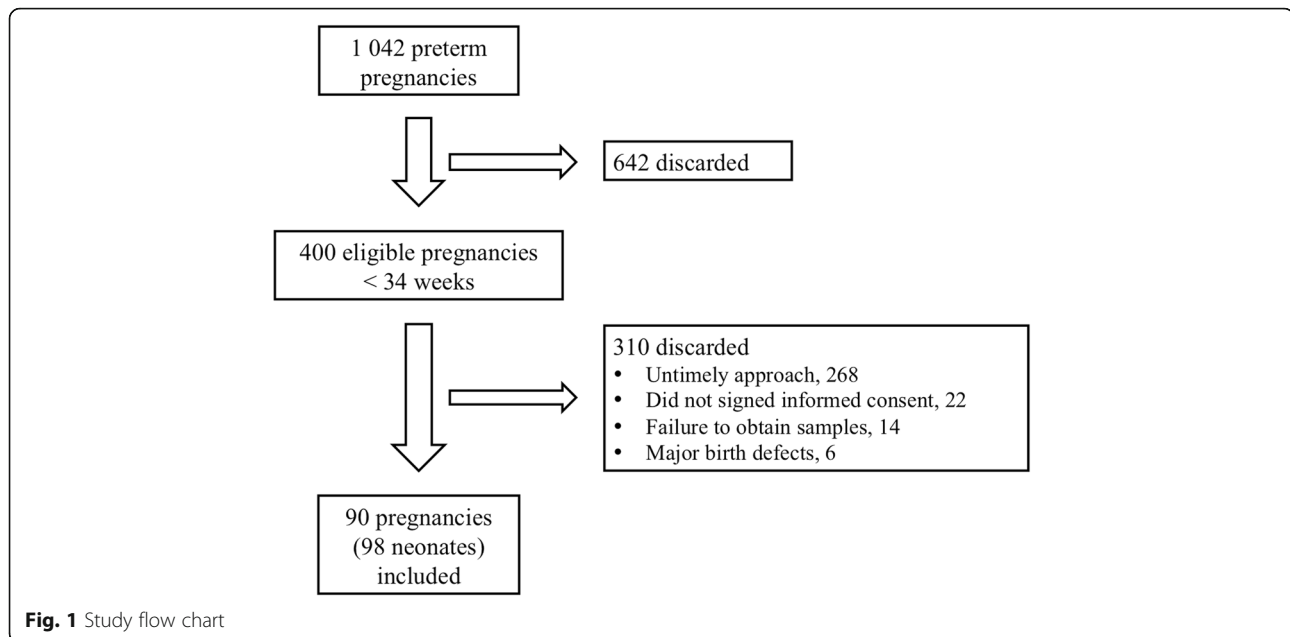 1 042 preterm
pregnancies
642 discarded
400 eligible pregnancies
< 34 weeks
310 discarded
• Untimely approach, 268
• Did not signed informed consent, 22
• Failure to obtain samples, 14
• Major birth defects, 6
90 pregnancies
(98 neonates)
included
Fig. 1 Study flow chart